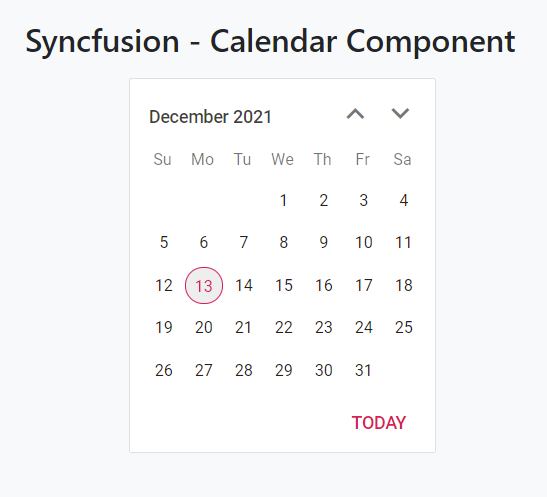 Syncfusion - Calendar Component
December 2021
Su Mo Tu We Th Fr Sa
1 2 3 4
5 6 7 8 9 10 11
12 13 14 15 16 17 18
19 20 21 22 23 24 25
26 27 28 29 30 31
TODAY